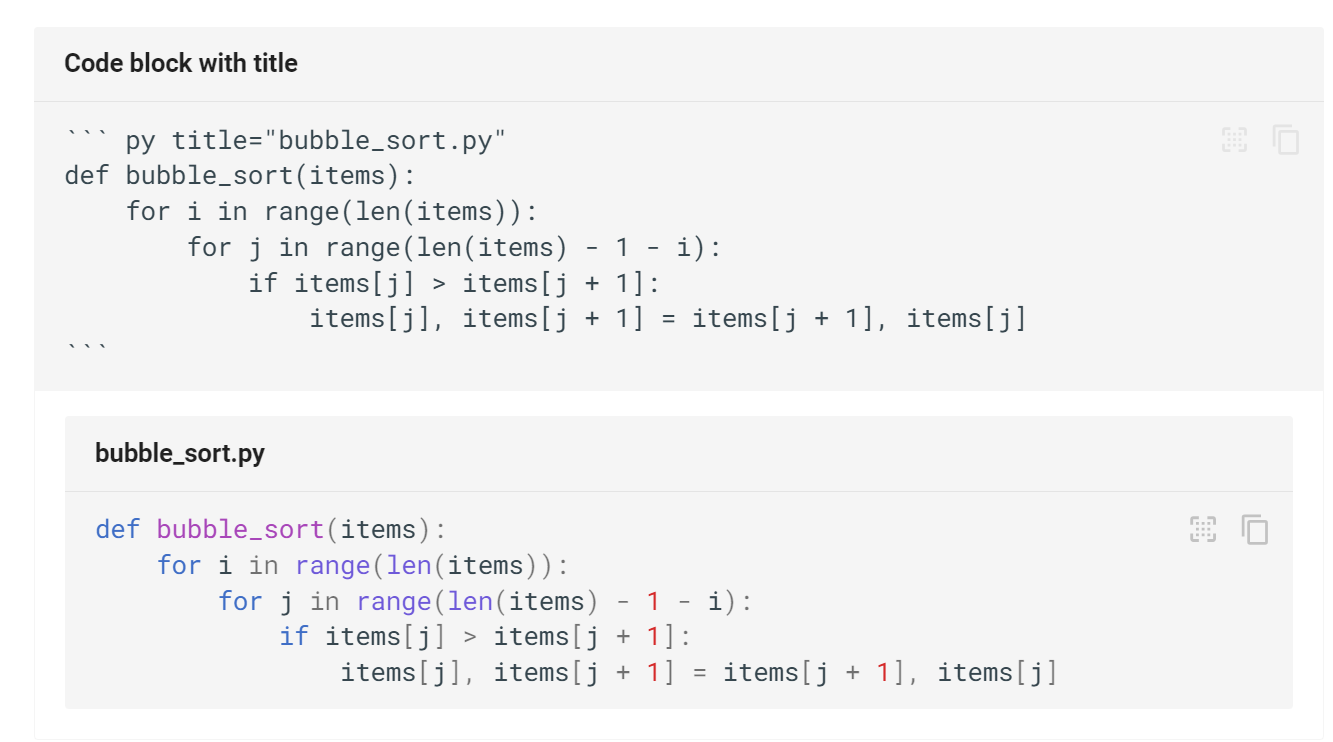 Code block with title
``` py title="bubble_sort.py"
def bubble_sort(items):
    for i in range(len(items)):
        for j in range(len(items) - 1 - i):
            if items[j] > items[j + 1]:
                items[j], items[j + 1] = items[j + 1], items[j]
```
bubble_sort.py
def bubble_sort(items):
    for i in range(len(items)):
        for j in range(len(items) - 1 - i):
            if items[j] > items[j + 1]:
                items[j], items[j + 1] = items[j + 1], items[j]